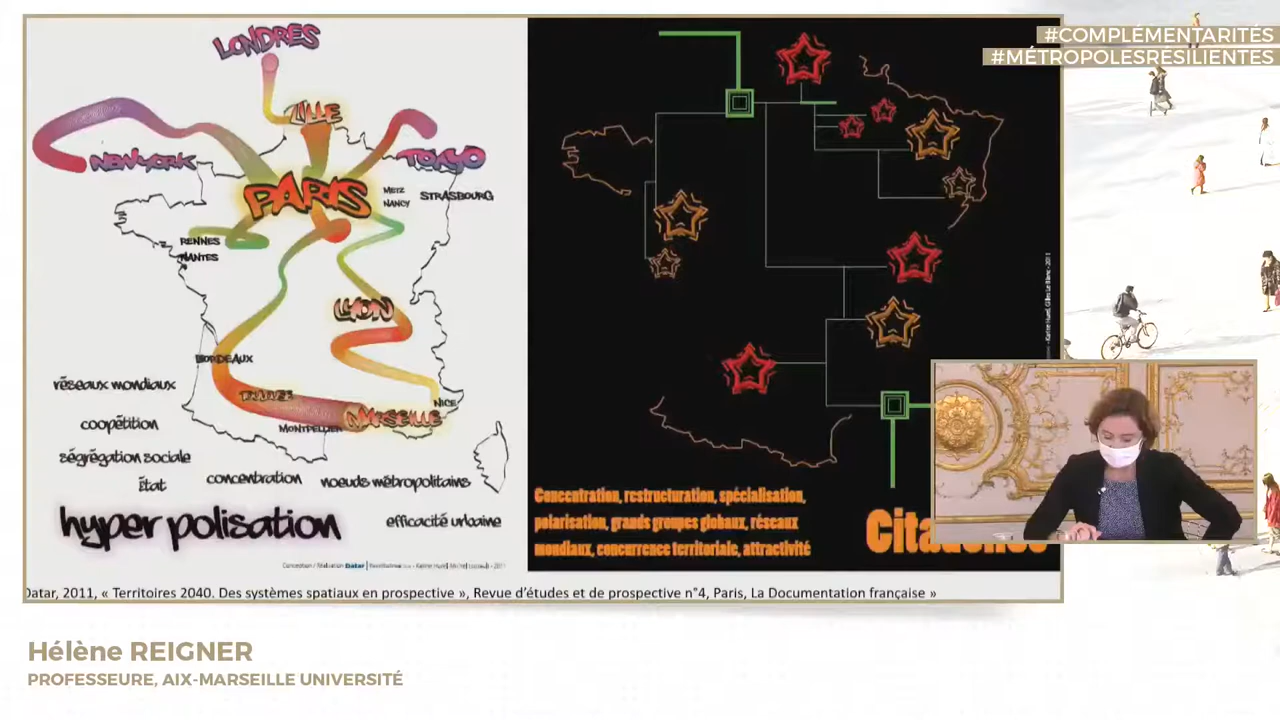 #COMPLÉMENTARITÉS
#MÉTROPOLESRÉSILIENTES
LONDRES
LILLE
NEW YORK
TOKYO
PARIS
METZ
NANCY
STRASBOURG
RENNES
NANTES
LYON
BORDEAUX
TOULOUSE
NICE
MARSEILLE
MONTPELLIER
réseaux mondiaux
coopétition
ségrégation sociale
État
concentration
noeuds métropolitains
hyper polisation
efficacité urbaine
Concentration, restructuration, spécialisation,
polarisation, grands groupes globaux, réseaux
mondiaux, concurrence territoriale, attractivité
Datar, 2011, « Territoires 2040. Des systèmes spatiaux en prospective », Revue d'études et de prospective n°4, Paris, La Documentation française »
Hélène REIGNER
PROFESSEURE, AIX-MARSEILLE UNIVERSITÉ